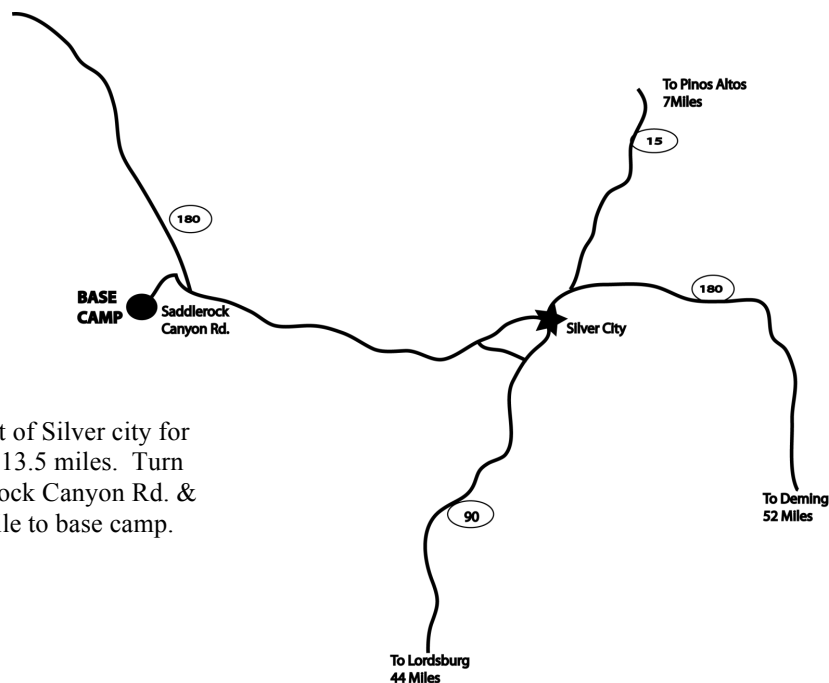 To Pinos Altos
7Miles
15
180
180
BASE
CAMP
Saddlerock
Canyon Rd.
Silver City
of Silver city for
13.5 miles. Turn
Canyon Rd. &
to base camp.
To Deming
52 Miles
90
To Lordsburg
44 Miles